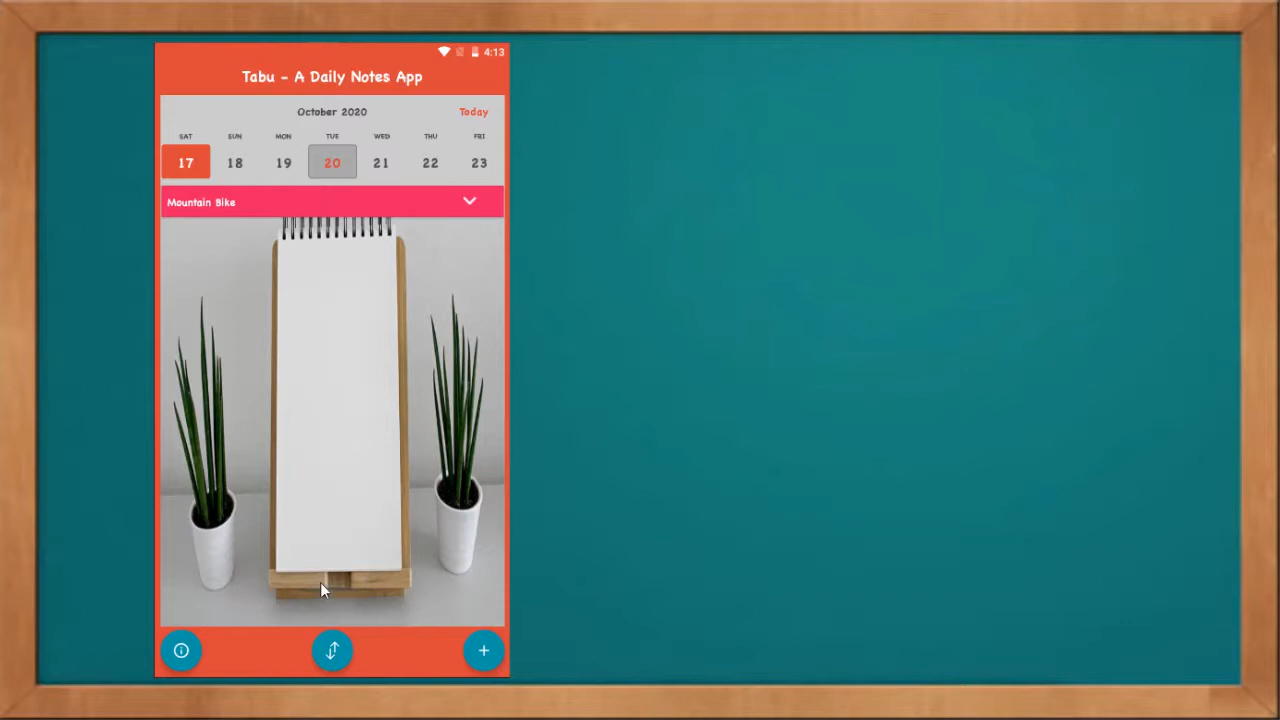 4:13
Tabu - A Daily Notes App
October 2020 Today
SAT SUN MON TUE WED THU FRI
17 18 19 20 21 22 23
Mountain Bike